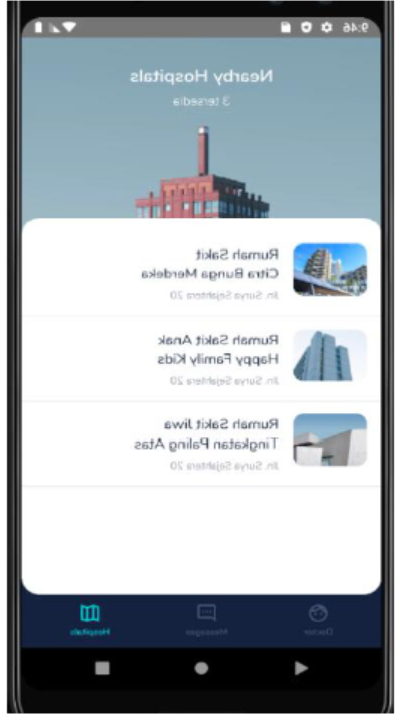 9:46
Nearby Hospitals
3 tersedia
Rumah Sakit
Citra Bunga Merdeka
Jln. Surya Sejahtera 20
Rumah Sakit Anak
Happy Family Kids
Jln. Surya Sejahtera 20
Rumah Sakit Jiwa
Tingkatan Paling Atas
Jln. Surya Sejahtera 20
Doctor
Messages
Hospitals